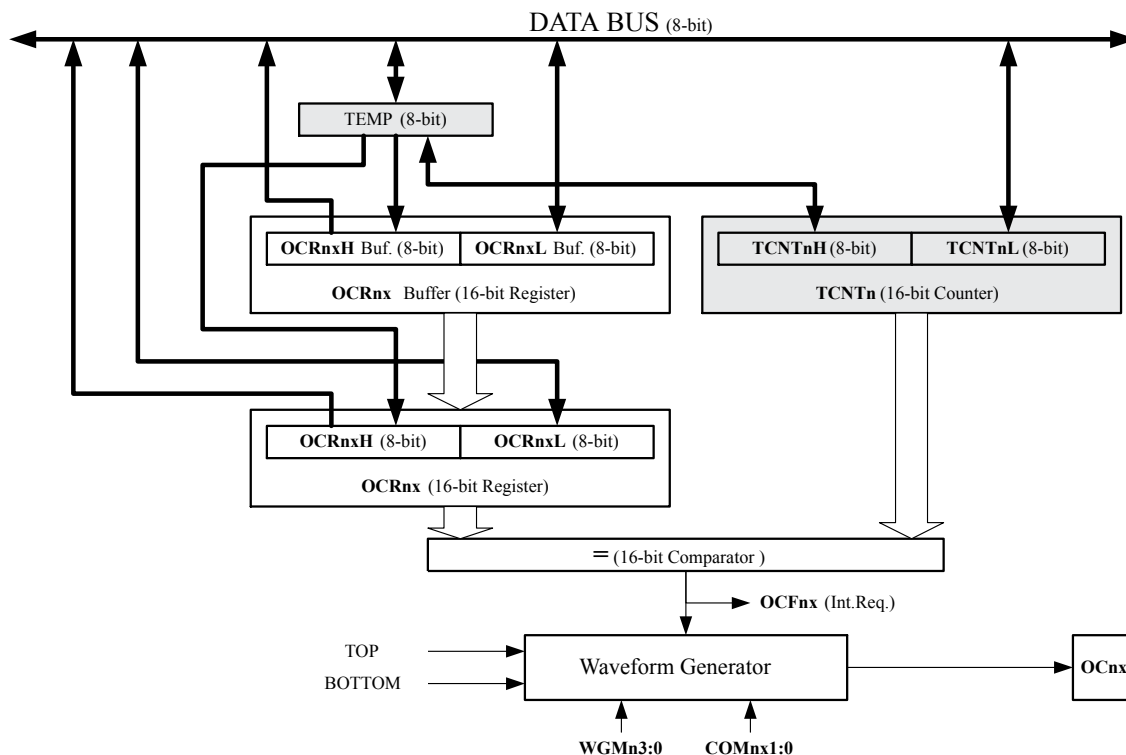 DATA BUS (8-bit)
TEMP (8-bit)
OCRnxH Buf. (8-bit)
OCRnxL Buf. (8-bit)
OCRnx Buffer (16-bit Register)
TCNTnH (8-bit)
TCNTnL (8-bit)
TCNTn (16-bit Counter)
OCRnxH (8-bit)
OCRnxL (8-bit)
OCRnx (16-bit Register)
= (16-bit Comparator )
OCFnx (Int.Req.)
TOP
BOTTOM
Waveform Generator
OCnx
WGMn3:0
COMnx1:0